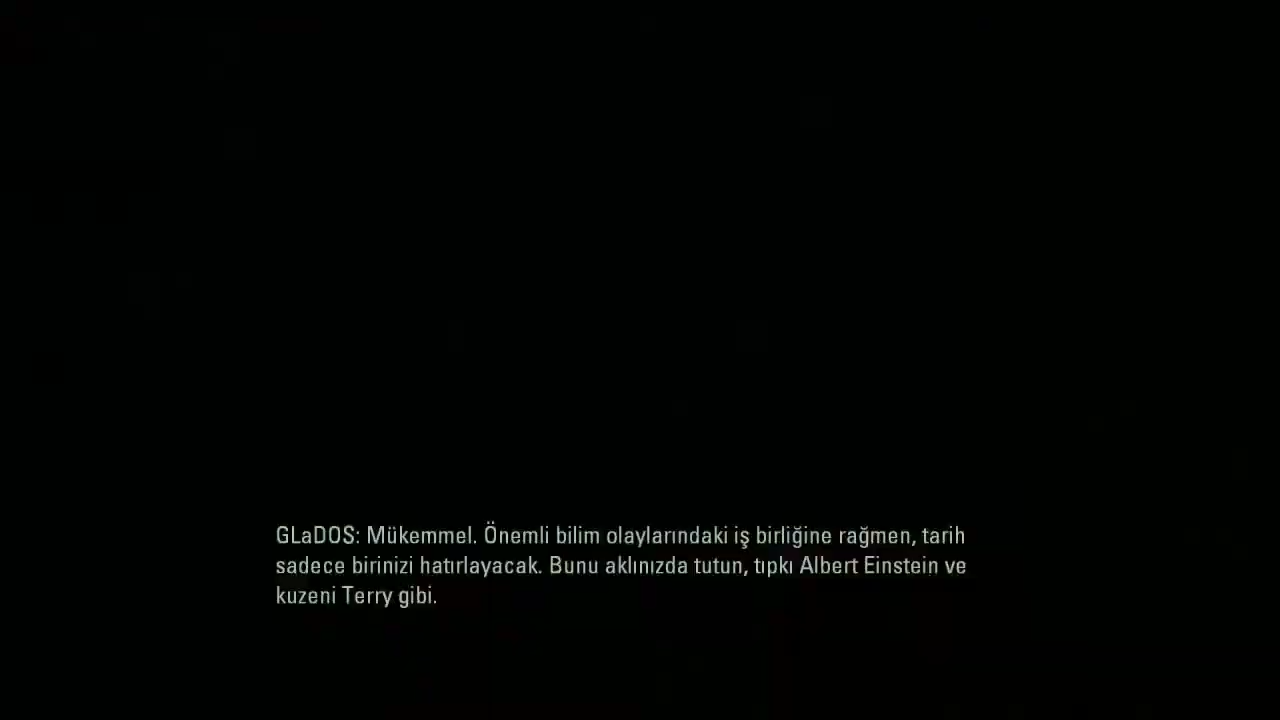 GLaDOS: Mükemmel. Önemli bilim olaylarındaki iş birliğine rağmen, tarih
sadece birinizi hatırlayacak. Bunu aklınızda tutun, tıpkı Albert Einstein ve
kuzeni Terry gibi.